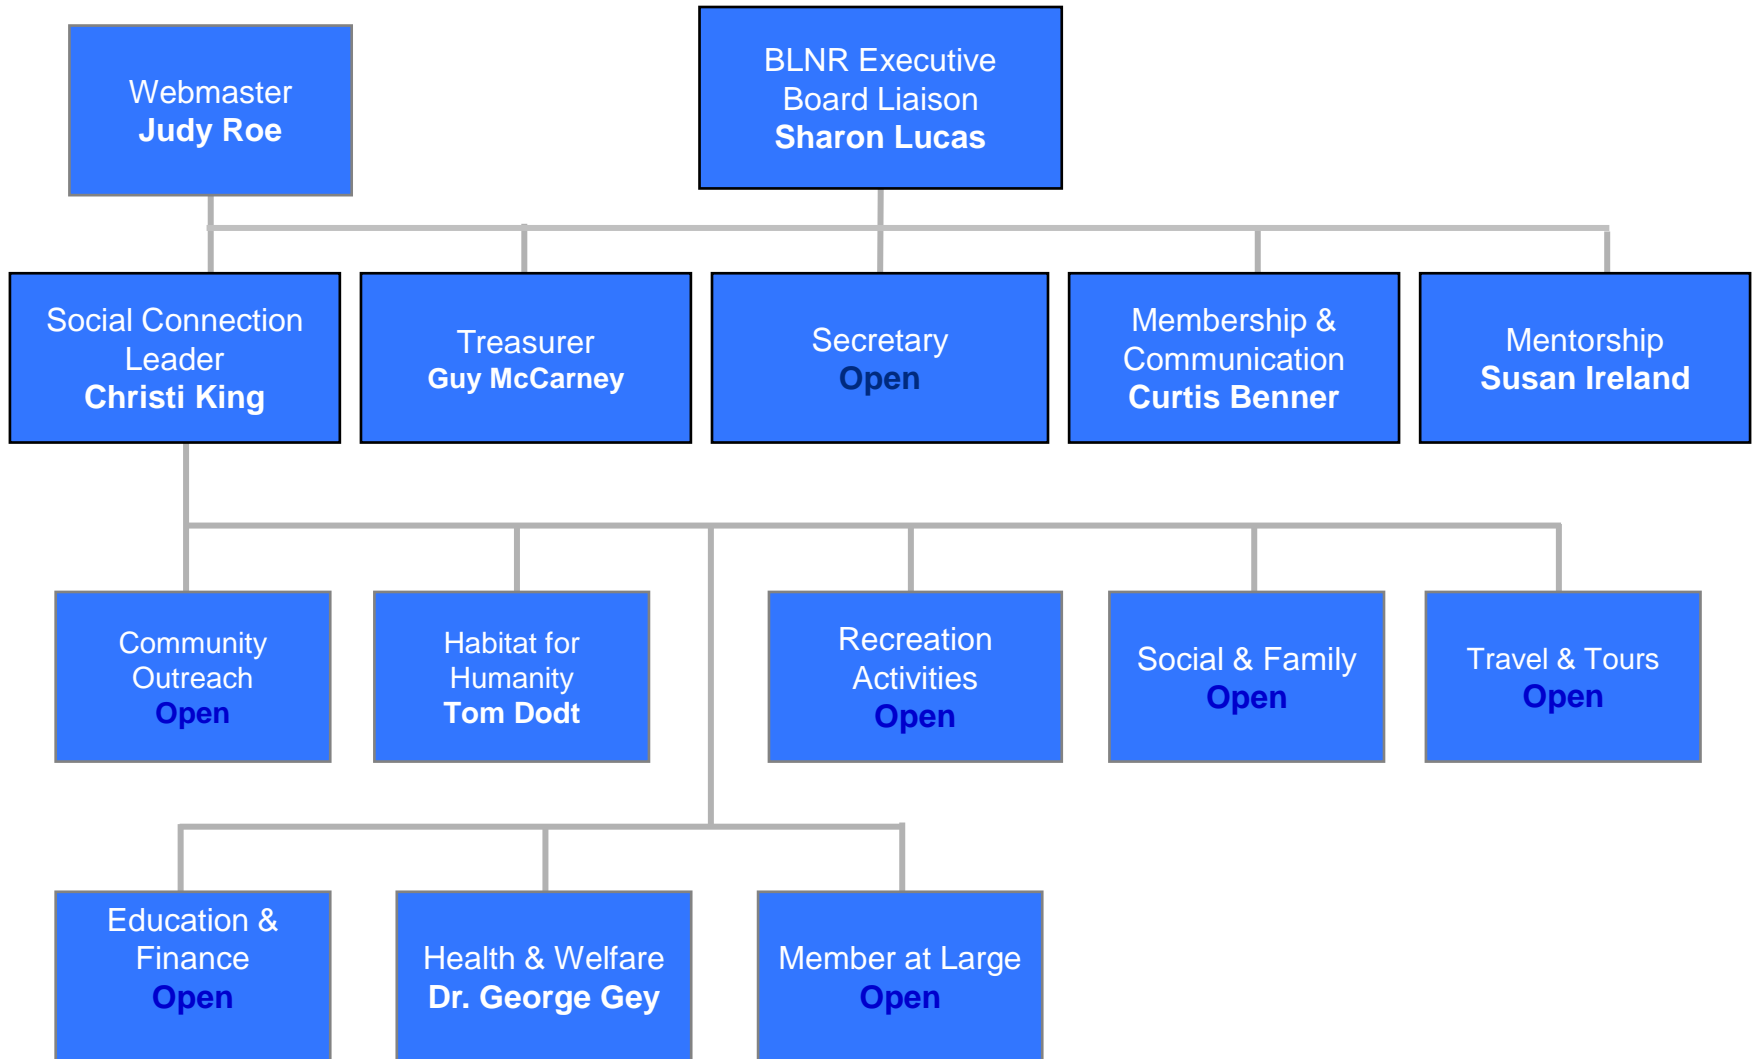 Webmaster
Judy Roe
BLNR Executive
Board Liaison
Sharon Lucas
Social Connection
Leader
Christi King
Treasurer
Guy McCarney
Secretary
Open
Membership &
Communication
Curtis Benner
Mentorship
Susan Ireland
Community
Outreach
Open
Habitat for
Humanity
Tom Dodt
Recreation
Activities
Open
Social & Family
Open
Travel & Tours
Open
Education &
Finance
Open
Health & Welfare
Dr. George Gey
Member at Large
Open